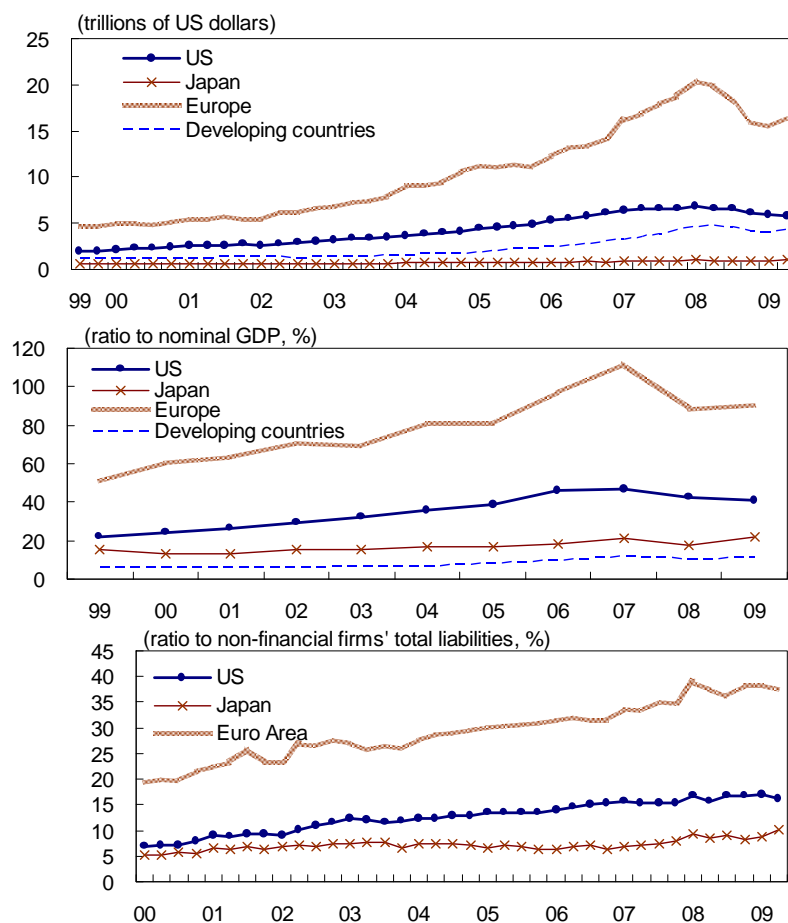 (trillions of US dollars)
25
20
15
10
5
0
US
Japan
Europe
Developing countries
99 00 01 02 03 04 05 06 07 08 09
(ratio to nominal GDP, %)
120
100
80
60
40
20
0
US
Japan
Europe
Developing countries
99 00 01 02 03 04 05 06 07 08 09
(ratio to non-financial firms' total liabilities, %)
45
40
35
30
25
20
15
10
5
0
US
Japan
Euro Area
00 01 02 03 04 05 06 07 08 09